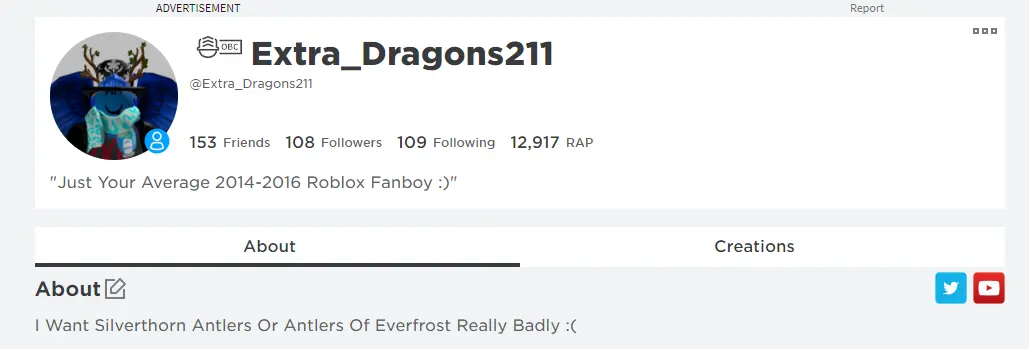 ADVERTISEMENT
Report
OBC Extra_Dragons211
@Extra_Dragons211
153 Friends 108 Followers 109 Following 12,917 RAP
"Just Your Average 2014-2016 Roblox Fanboy :)"
About
Creations
About
I Want Silverthorn Antlers Or Antlers Of Everfrost Really Badly :(